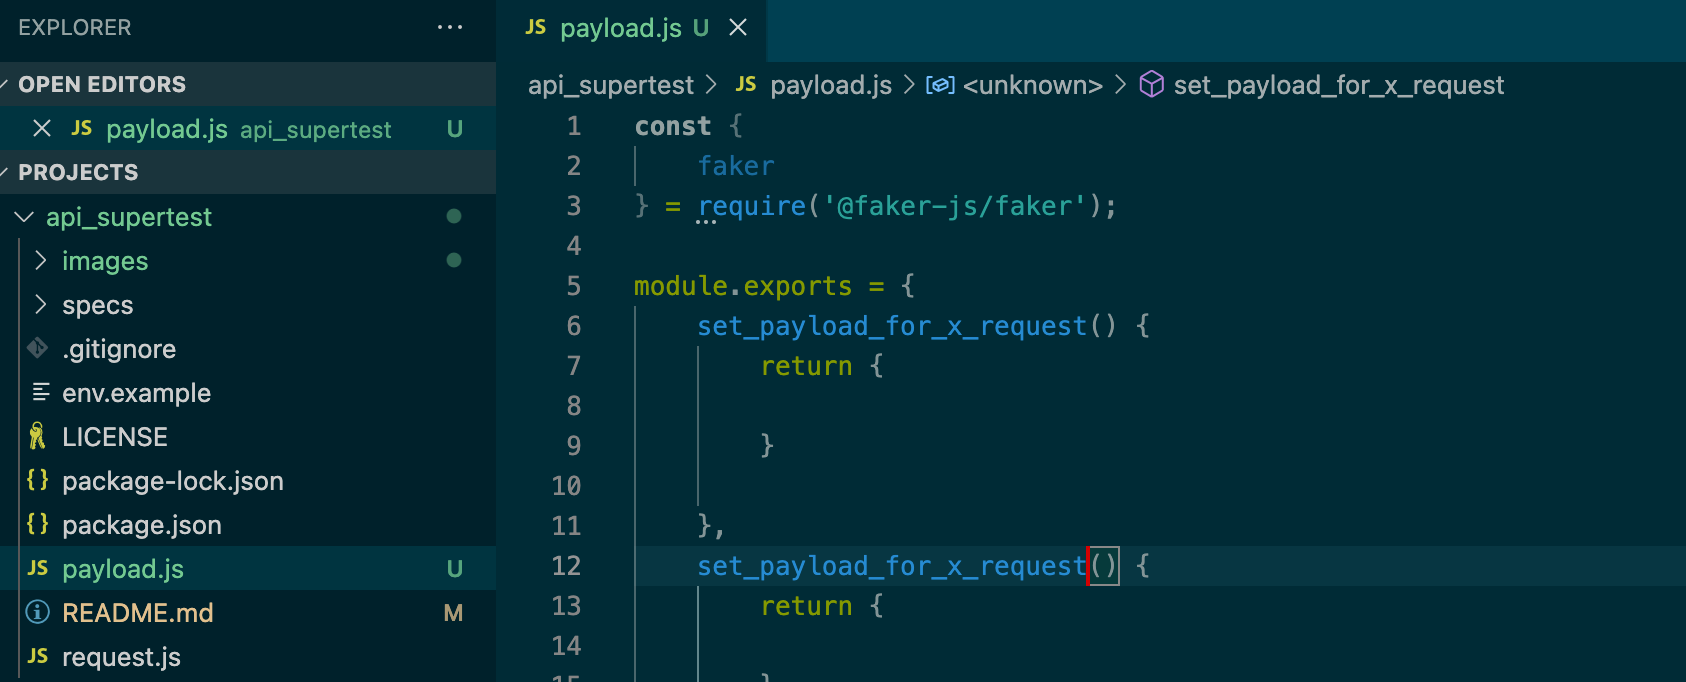 EXPLORER ...
OPEN EDITORS
JS payload.js api_supertest U
PROJECTS
api_supertest
images
specs
.gitignore
env.example
LICENSE
{} package-lock.json
{} package.json
JS payload.js U
README.md M
JS request.js
JS payload.js U
api_supertest > JS payload.js > <unknown> > set_payload_for_x_request
1 const {
2 faker
3 } = require('@faker-js/faker');
4
5 module.exports = {
6 set_payload_for_x_request() {
7 return {
8
9 }
10
11 },
12 set_payload_for_x_request() {
13 return {
14
15 }